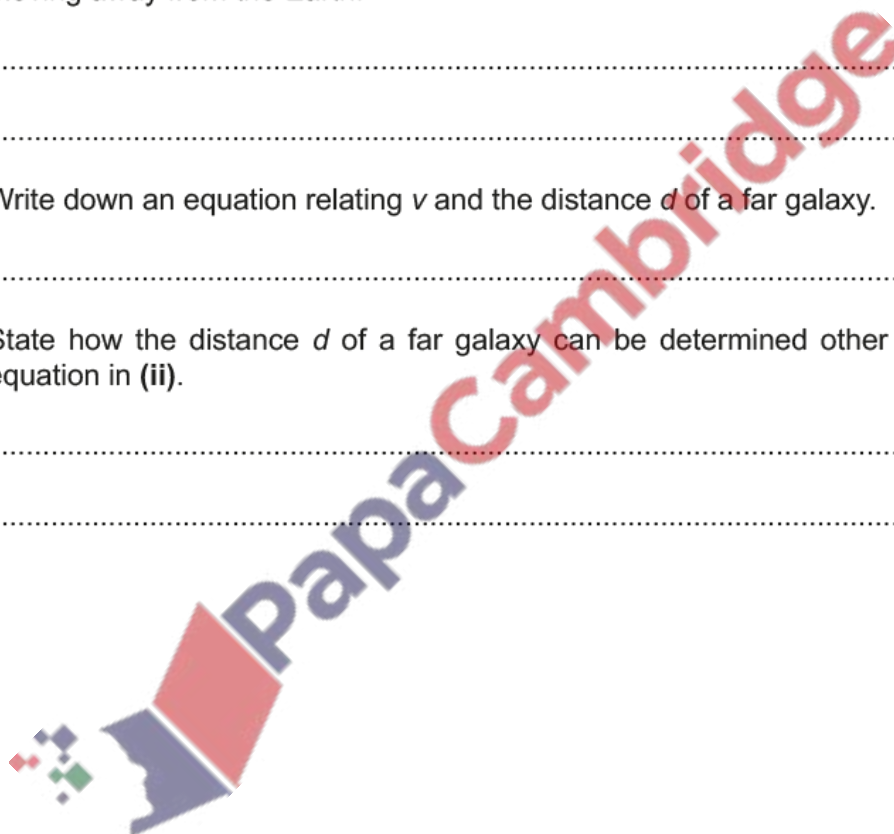 Write down an equation relating v and the distance d of a far galaxy.
State how the distance d of a far galaxy can be determined other
equation in (ii).
PapaCambridge